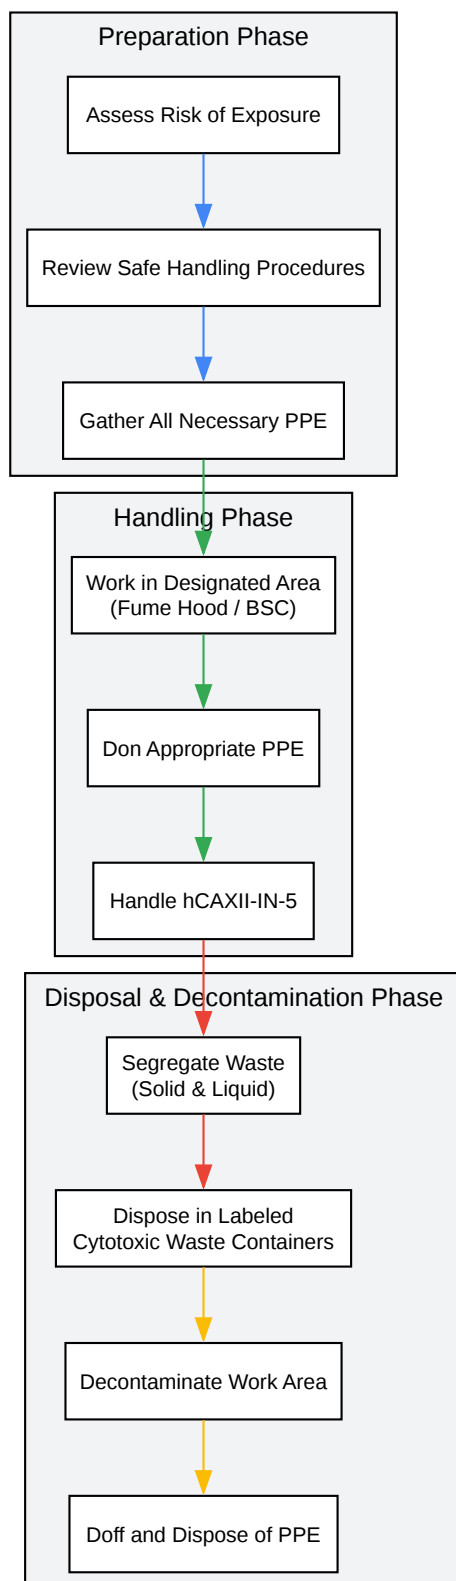 Preparation Phase
Assess Risk of Exposure
Review Safe Handling Procedures
Gather All Necessary PPE
Handling Phase
Work in Designated Area
(Fume Hood / BSC)
Don Appropriate PPE
Handle hCAXII-IN-5
Disposal & Decontamination Phase
Segregate Waste
(Solid & Liquid)
Dispose in Labeled
Cytotoxic Waste Containers
Decontaminate Work Area
Doff and Dispose of PPE